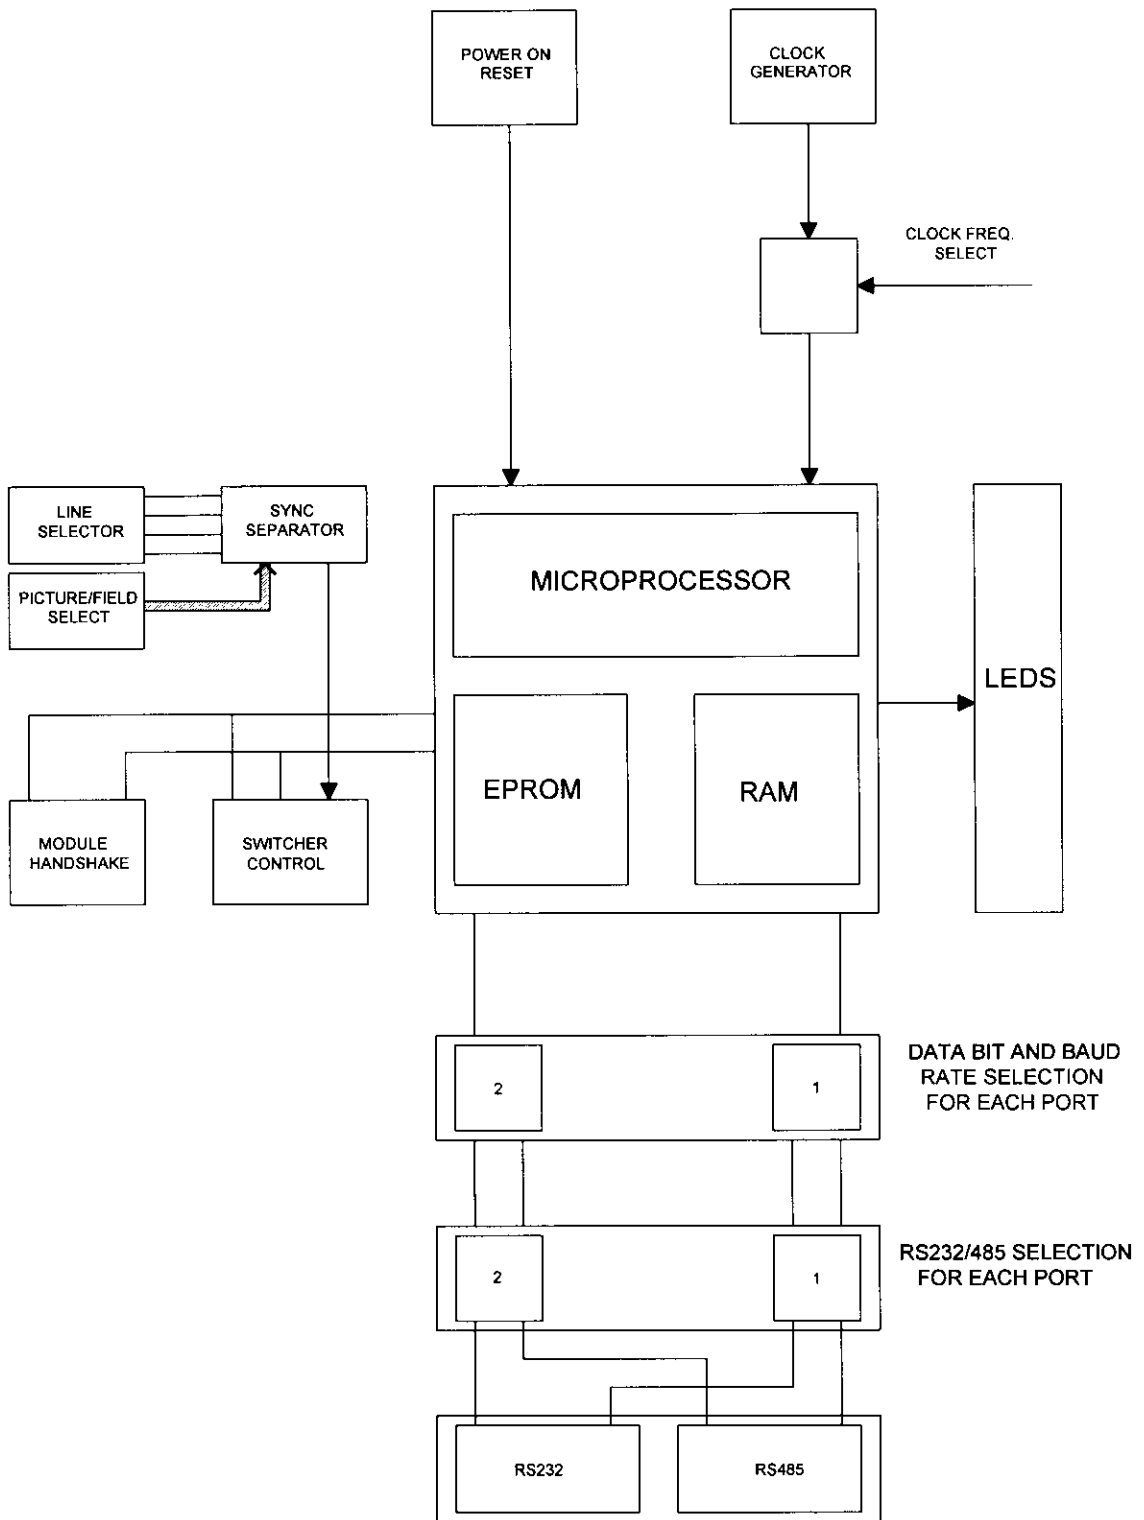 POWER ON
RESET
CLOCK
GENERATOR
CLOCK FREQ.
SELECT
LINE
SELECTOR
SYNC
SEPARATOR
PICTURE/FIELD
SELECT
MICROPROCESSOR
LEDS
EPROM
RAM
MODULE
HANDSHAKE
SWITCHER
CONTROL
2
1
DATA BIT AND BAUD
RATE SELECTION
FOR EACH PORT
2
1
RS232/485 SELECTION
FOR EACH PORT
RS232
RS485